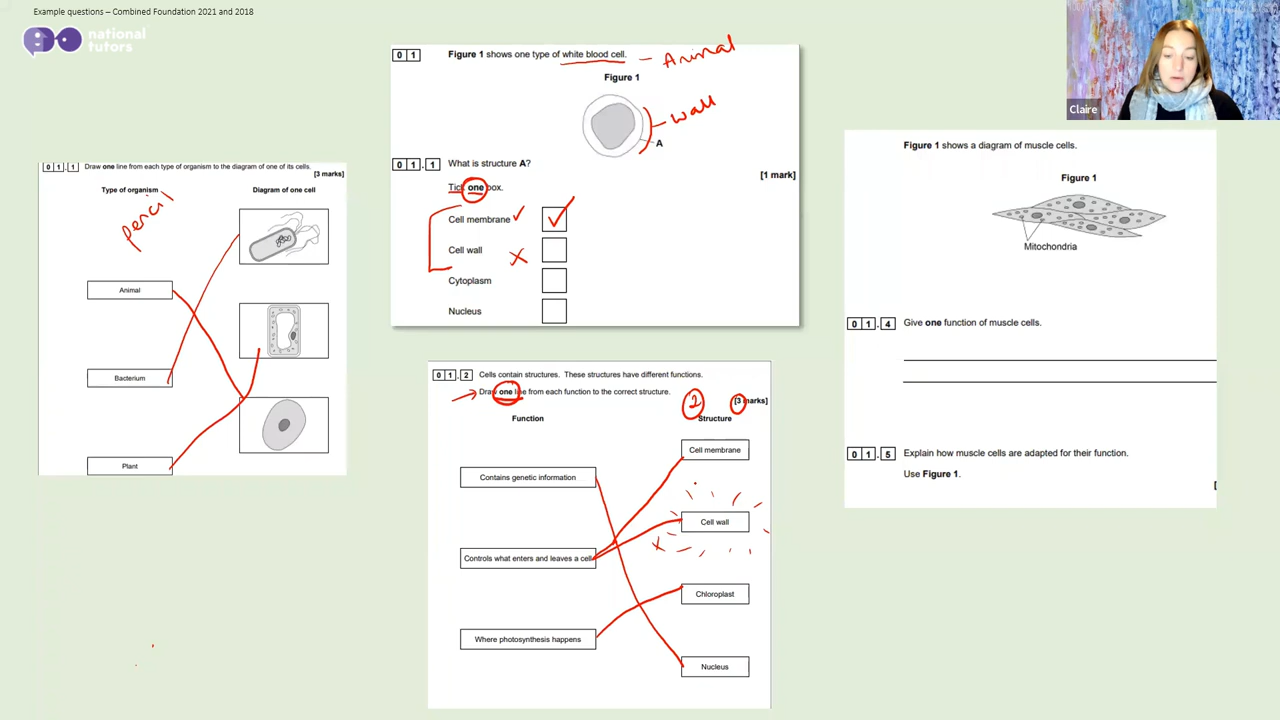 Example questions – Combined Foundation 2021 and 2018
national
tutors
Claire
0 1 . 1 Draw one line from each type of organism to the diagram of one of its cells.
[3 marks]
Type of organism
Diagram of one cell
pencil
Animal
Bacterium
Plant
0 1
Figure 1 shows one type of white blood cell. – Animal
Figure 1
wall
A
0 1 . 1 What is structure A?
[1 mark]
Tick one box.
Cell membrane ✓
Cell wall X
Cytoplasm
Nucleus
0 1 . 2 Cells contain structures. These structures have different functions.
Draw one line from each function to the correct structure.
2 [3 marks]
Function
Structure
Contains genetic information
Controls what enters and leaves a cell
Where photosynthesis happens
Cell membrane
Cell wall
x
Chloroplast
Nucleus
Figure 1 shows a diagram of muscle cells.
Figure 1
Mitochondria
0 1 . 4 Give one function of muscle cells.
0 1 . 5 Explain how muscle cells are adapted for their function.
Use Figure 1.
[